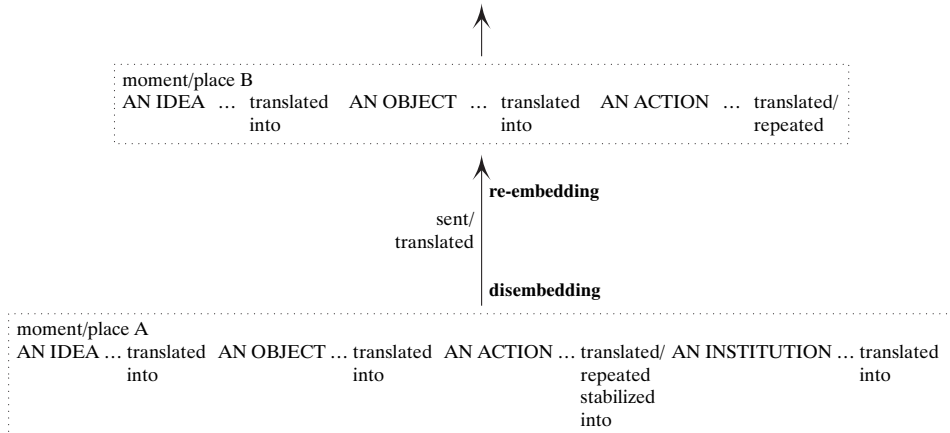 moment/place B
AN IDEA … translated AN OBJECT … translated AN ACTION … translated/
into into repeated
re-embedding
sent/
translated
disembedding
moment/place A
AN IDEA … translated AN OBJECT … translated AN ACTION … translated/ AN INSTITUTION … translated
into into repeated into
stabilized
into